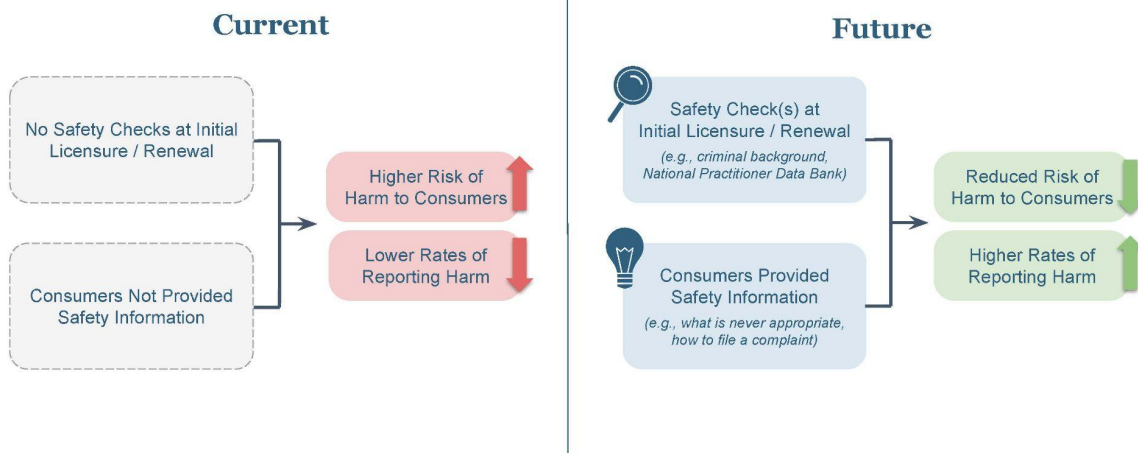 Current
No Safety Checks at Initial
Licensure / Renewal
Consumers Not Provided
Safety Information
Higher Risk of
Harm to Consumers
Lower Rates of
Reporting Harm
Future
Safety Check(s) at
Initial Licensure / Renewal
(e.g., criminal background,
National Practitioner Data Bank)
Consumers Provided
Safety Information
(e.g., what is never appropriate,
how to file a complaint)
Reduced Risk of
Harm to Consumers
Higher Rates of
Reporting Harm